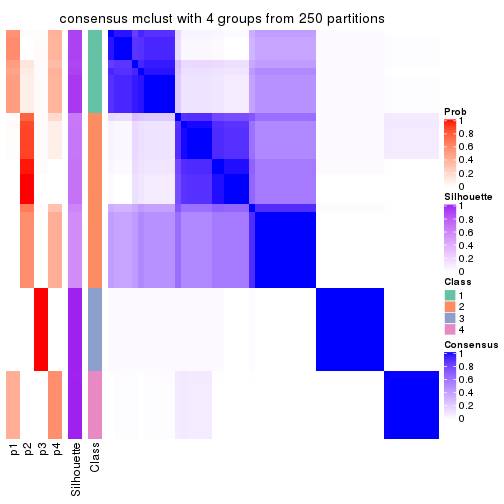 consensus mclust with 4 groups from 250 partitions
Prob
1
0.8
0.6
0.4
0.2
0
Silhouette
1
0.8
0.6
0.4
0.2
0
Class
1
2
3
4
Consensus
1
0.8
0.6
0.4
0.2
0
p1
p2
p3
p4
Silhouette
Class